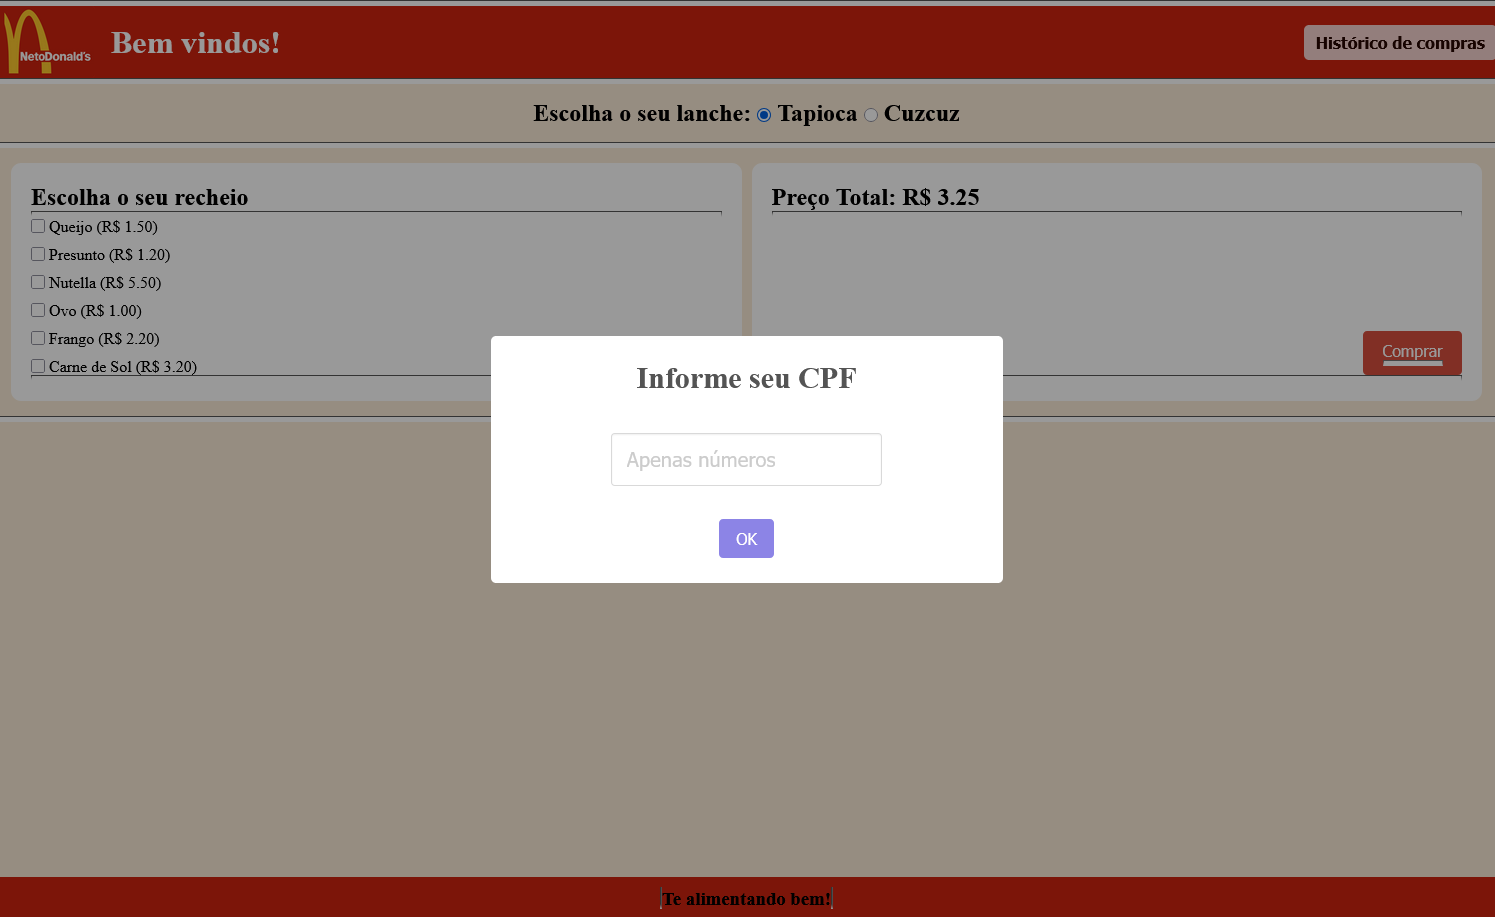 NetoDonald's
Bem vindos!
Histórico de compras
Escolha o seu lanche: Tapioca Cuzcuz
Escolha o seu recheio
Queijo (R$ 1.50)
Presunto (R$ 1.20)
Nutella (R$ 5.50)
Ovo (R$ 1.00)
Frango (R$ 2.20)
Carne de Sol (R$ 3.20)
Preço Total: R$ 3.25
Comprar
Informe seu CPF
Apenas números
OK
Te alimentando bem!